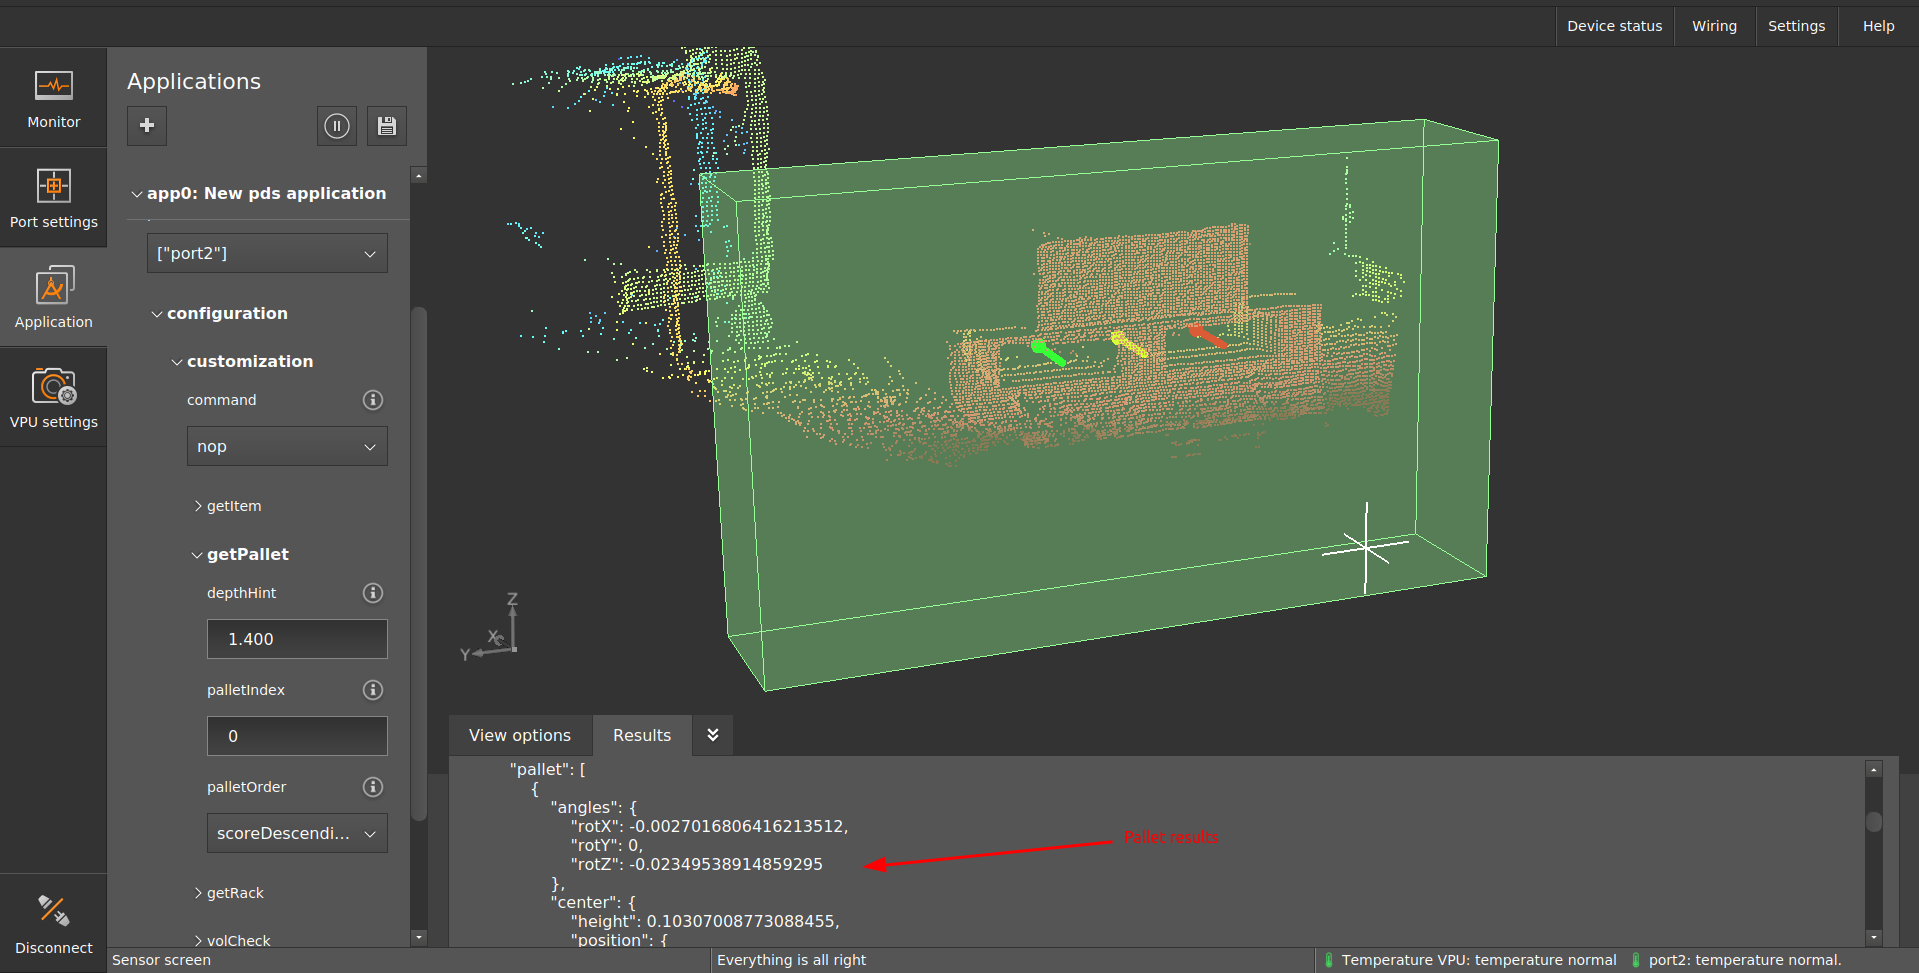 Device status
Wiring
Settings
Help
Monitor
Port settings
Application
VPU settings
Disconnect
Applications
app0: New pds application
["port2"]
configuration
customization
command
nop
getItem
getPallet
depthHint
1.400
palletIndex
0
palletOrder
scoreDescendi...
getRack
volCheck
Z
X
Y
View options
Results
"pallet": [
{
"angles": {
"rotX": -0.0027016806416213512,
"rotY": 0,
"rotZ": -0.02349538914859295
},
"center": {
"height": 0.10307008773088455,
"position": {
Pallet results
Sensor screen
Everything is all right
Temperature VPU: temperature normal
port2: temperature normal.